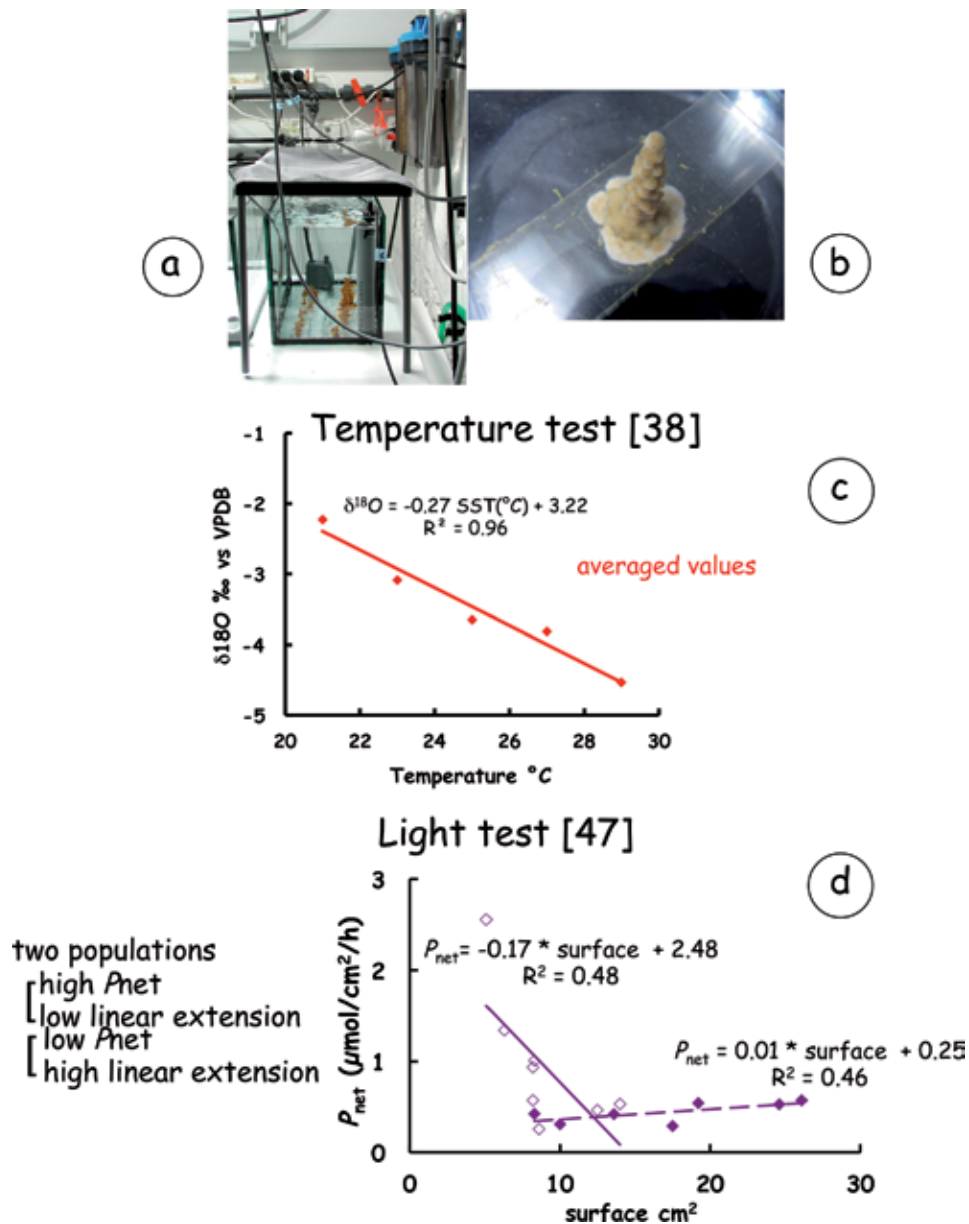 a
b
Temperature test [38]
c
-1
-2
-3
-4
-5
δ18O ‰ vs VPDB
δ¹⁸O = -0.27 SST(°C) + 3.22
R² = 0.96
averaged values
20 22 24 26 28 30
Temperature °C
Light test [47]
d
two populations
high Pnet
low linear extension
low Pnet
high linear extension
3
2
1
0
Pnet (µmol/cm²/h)
Pnet= -0.17 * surface + 2.48
R² = 0.48
Pnet = 0.01 * surface + 0.25
R² = 0.46
0 10 20 30
surface cm²